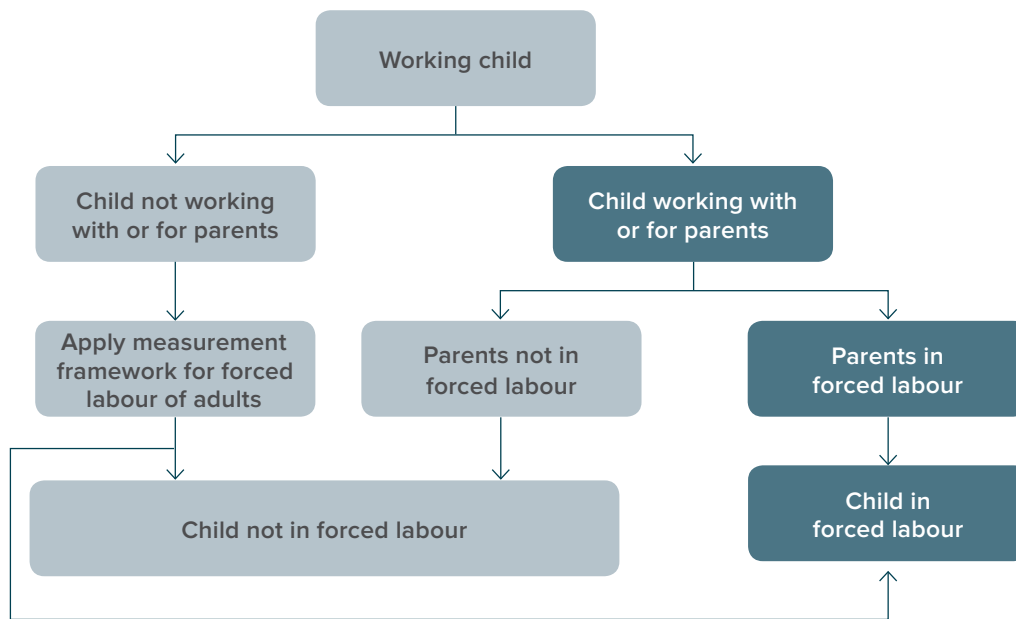 Working child
Child not working
with or for parents
Child working with
or for parents
Apply measurement
framework for forced
labour of adults
Parents not in
forced labour
Parents in
forced labour
Child not in forced labour
Child in
forced labour